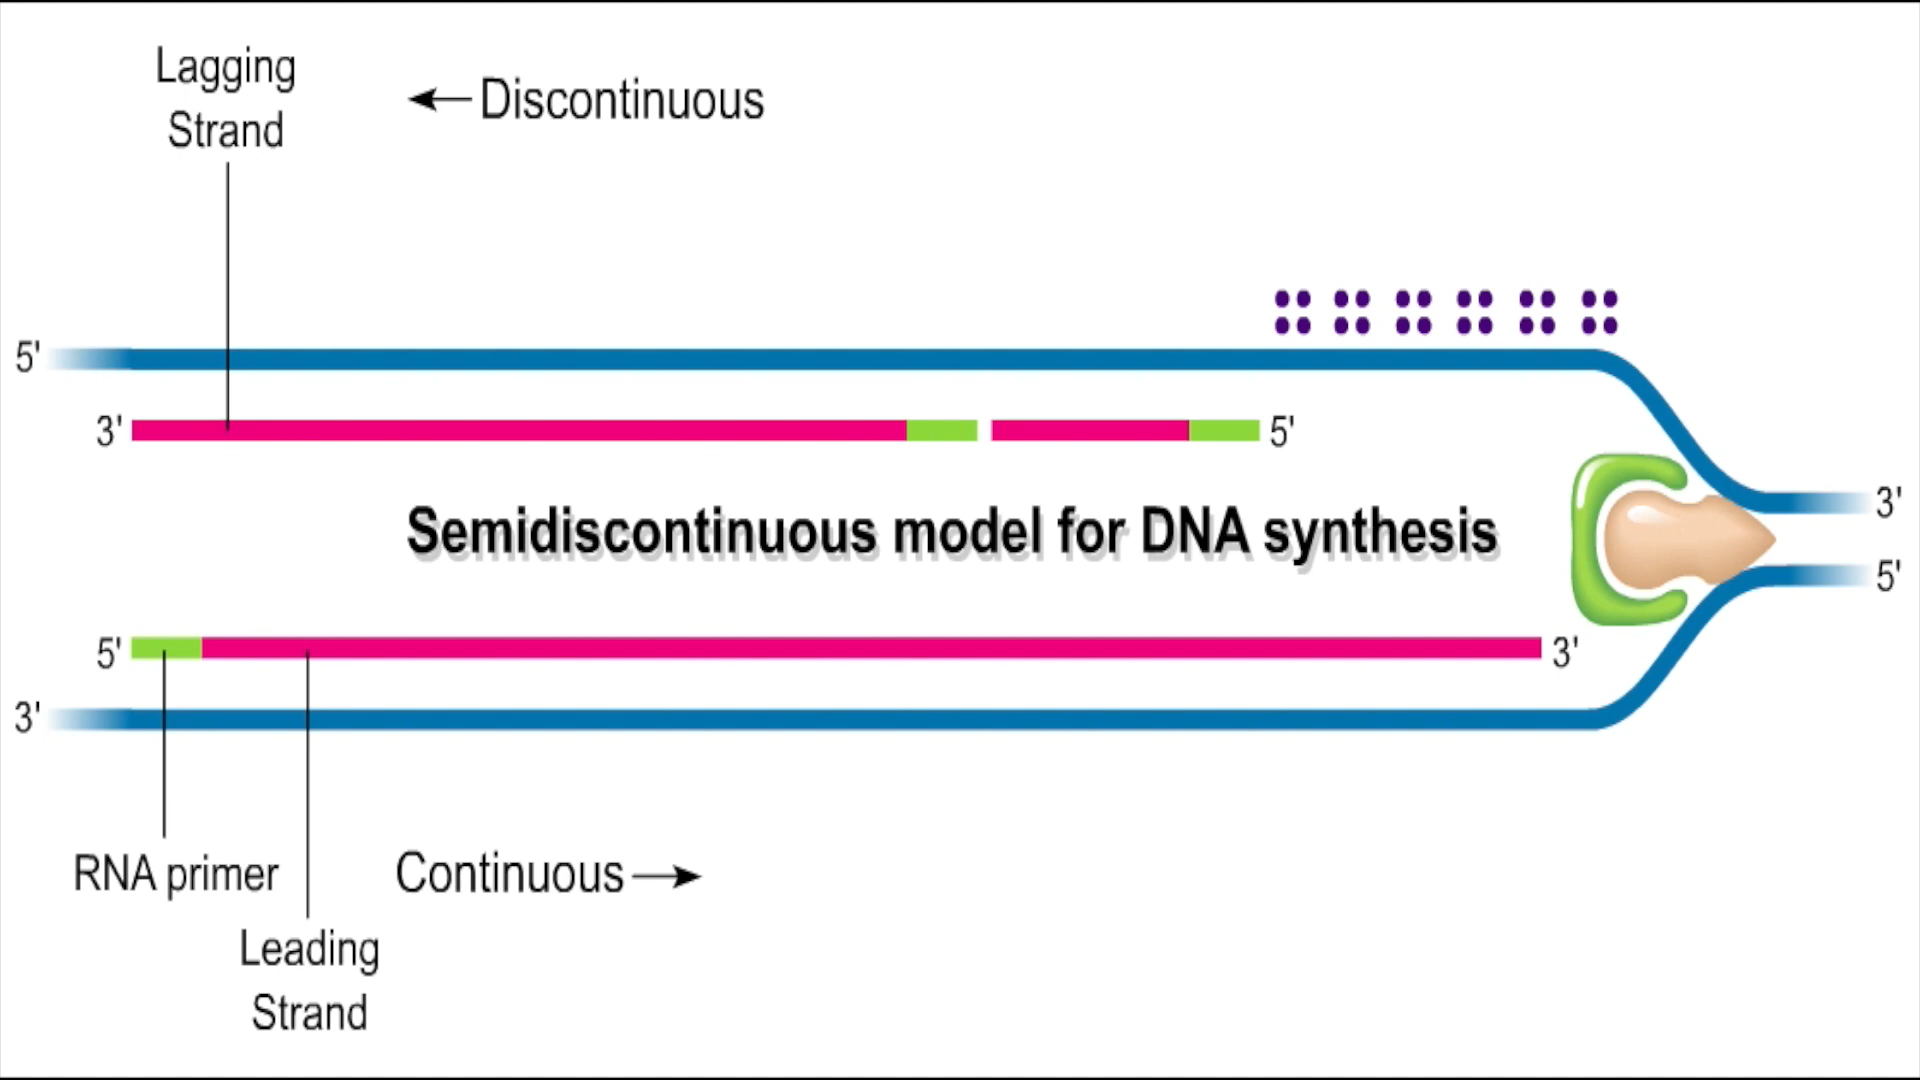 Lagging
Strand
Discontinuous
5'
3'
5'
Semidiscontinuous model for DNA synthesis
3'
5'
5'
3'
3'
RNA primer
Continuous
Leading
Strand